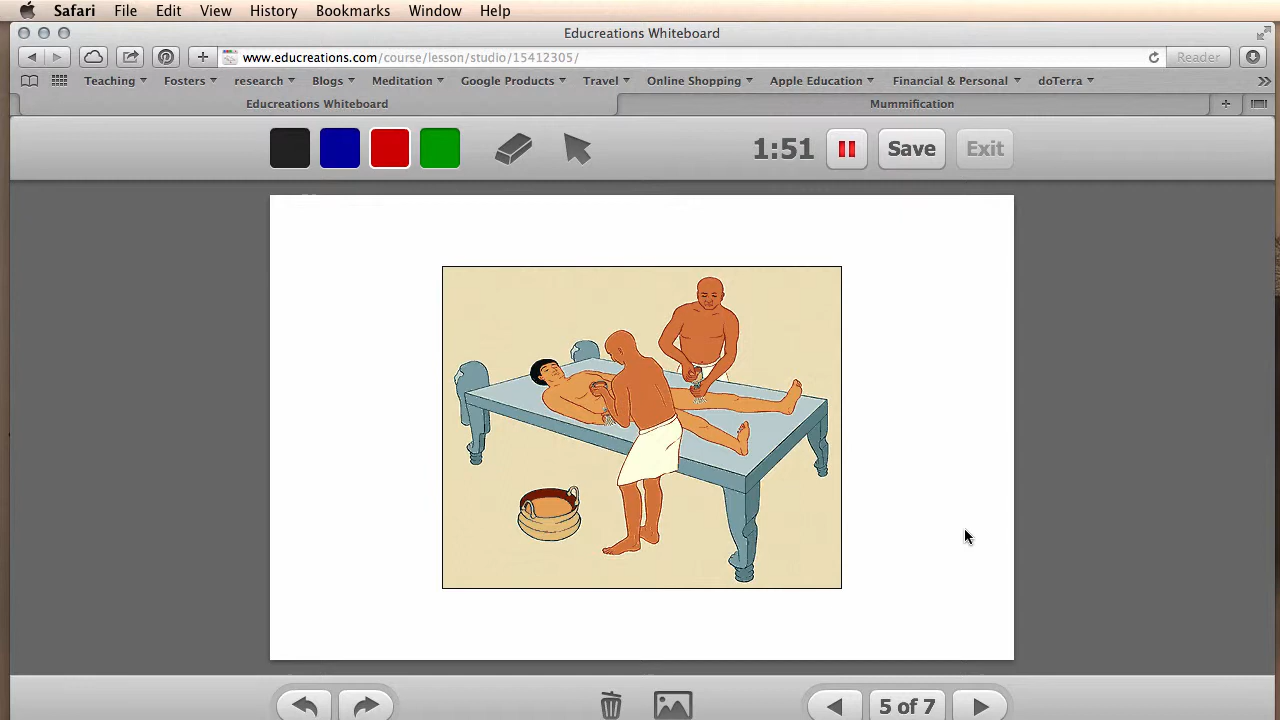 Safari File Edit View History Bookmarks Window Help
Educreations Whiteboard
www.educreations.com/course/lesson/studio/15412305/
Reader
Teaching Fosters research Blogs Meditation Google Products Travel Online Shopping Apple Education Financial & Personal doTerra
Educreations Whiteboard Mummification
1:51 Save Exit
5 of 7